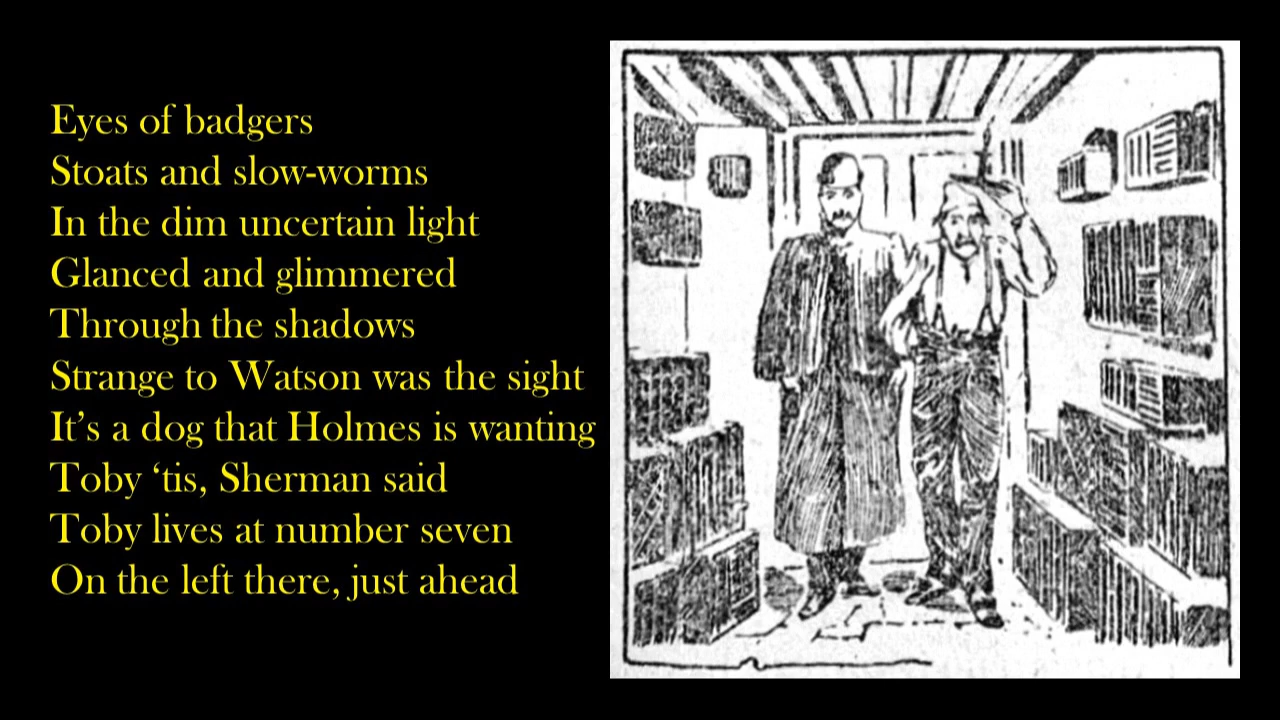 Eyes of badgers
Stoats and slow-worms
In the dim uncertain light
Glanced and glimmered
Through the shadows
Strange to Watson was the sight
It’s a dog that Holmes is wanting
Toby ‘tis, Sherman said
Toby lives at number seven
On the left there, just ahead